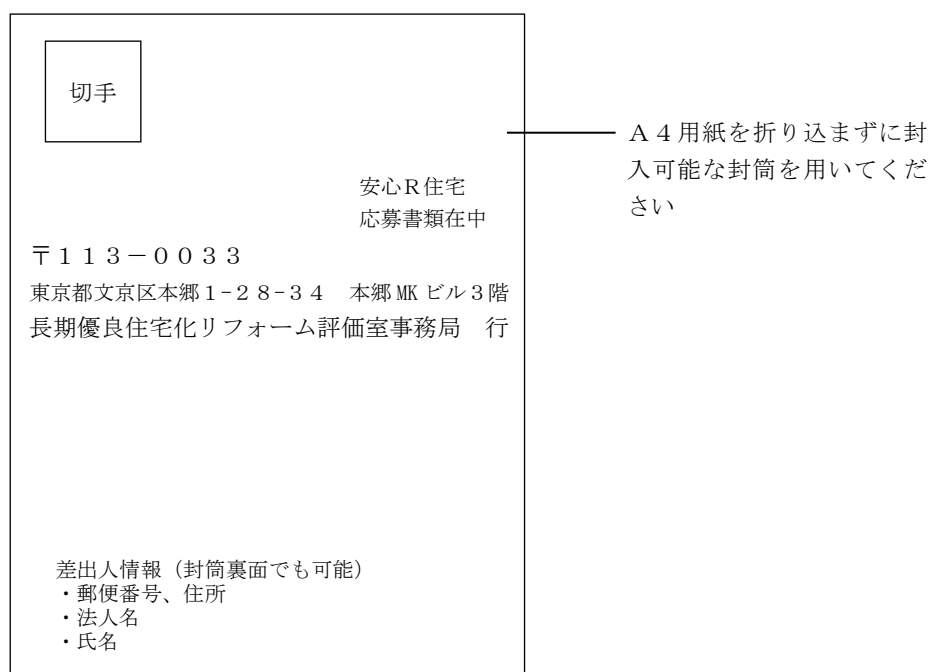 切手
Ａ４用紙を折り込まずに封
入可能な封筒を用いてくだ
さい
安心Ｒ住宅
応募書類在中
〒１１３－００３３
東京都文京区本郷１-２８-３４　本郷 MK ビル３階
長期優良住宅化リフォーム評価室事務局　行
差出人情報（封筒裏面でも可能）
・郵便番号、住所
・法人名
・氏名